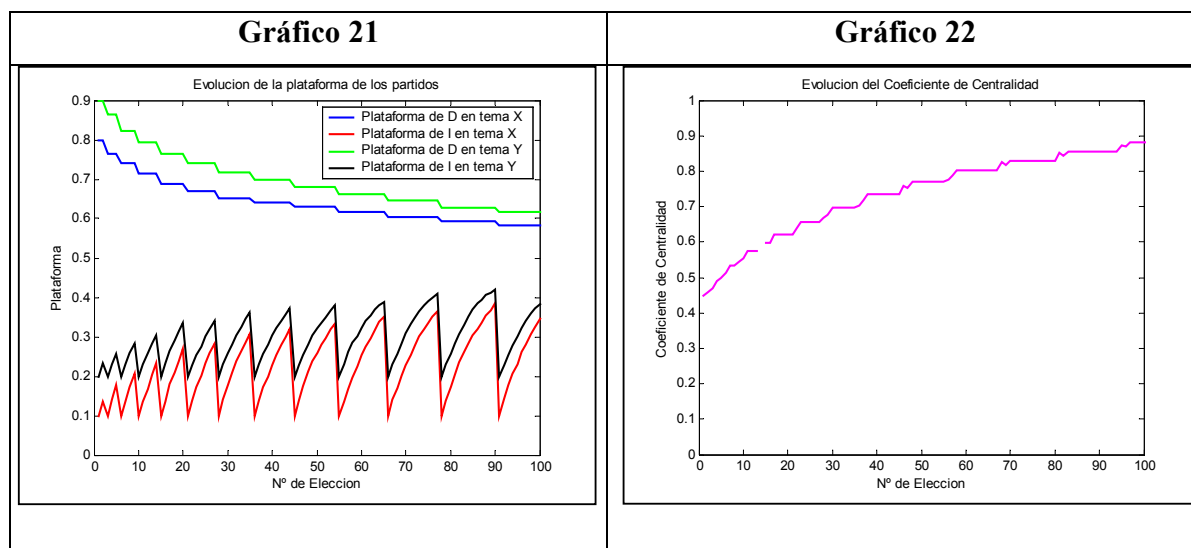 Gráfico 21
Gráfico 22
Evolucion de la plataforma de los partidos
Plataforma de D en tema X
Plataforma de I en tema X
Plataforma de D en tema Y
Plataforma de I en tema Y
Plataforma
0.9
0.8
0.7
0.6
0.5
0.4
0.3
0.2
0.1
0
0 10 20 30 40 50 60 70 80 90 100
Nº de Eleccion
Evolucion del Coeficiente de Centralidad
Coeficiente de Centralidad
1
0.9
0.8
0.7
0.6
0.5
0.4
0.3
0.2
0.1
0
0 10 20 30 40 50 60 70 80 90 100
Nº de Eleccion